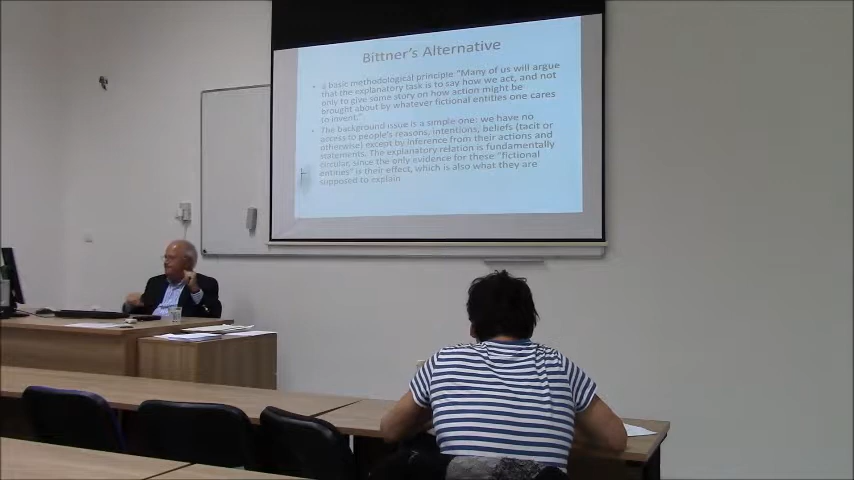 Bittner's Alternative
• a basic methodological principle "Many of us will argue
that the explanatory task is to say how we act, and not
only to give some story on how action might be
brought about by whatever fictional entities one cares
to invent."
• The background issue is a simple one: we have no
access to people's reasons, intentions, beliefs (tacit or
otherwise) except by inference from their actions and
statements. The explanatory relation is fundamentally
circular, since the only evidence for these "fictional
entities" is their effect, which is also what they are
supposed to explain